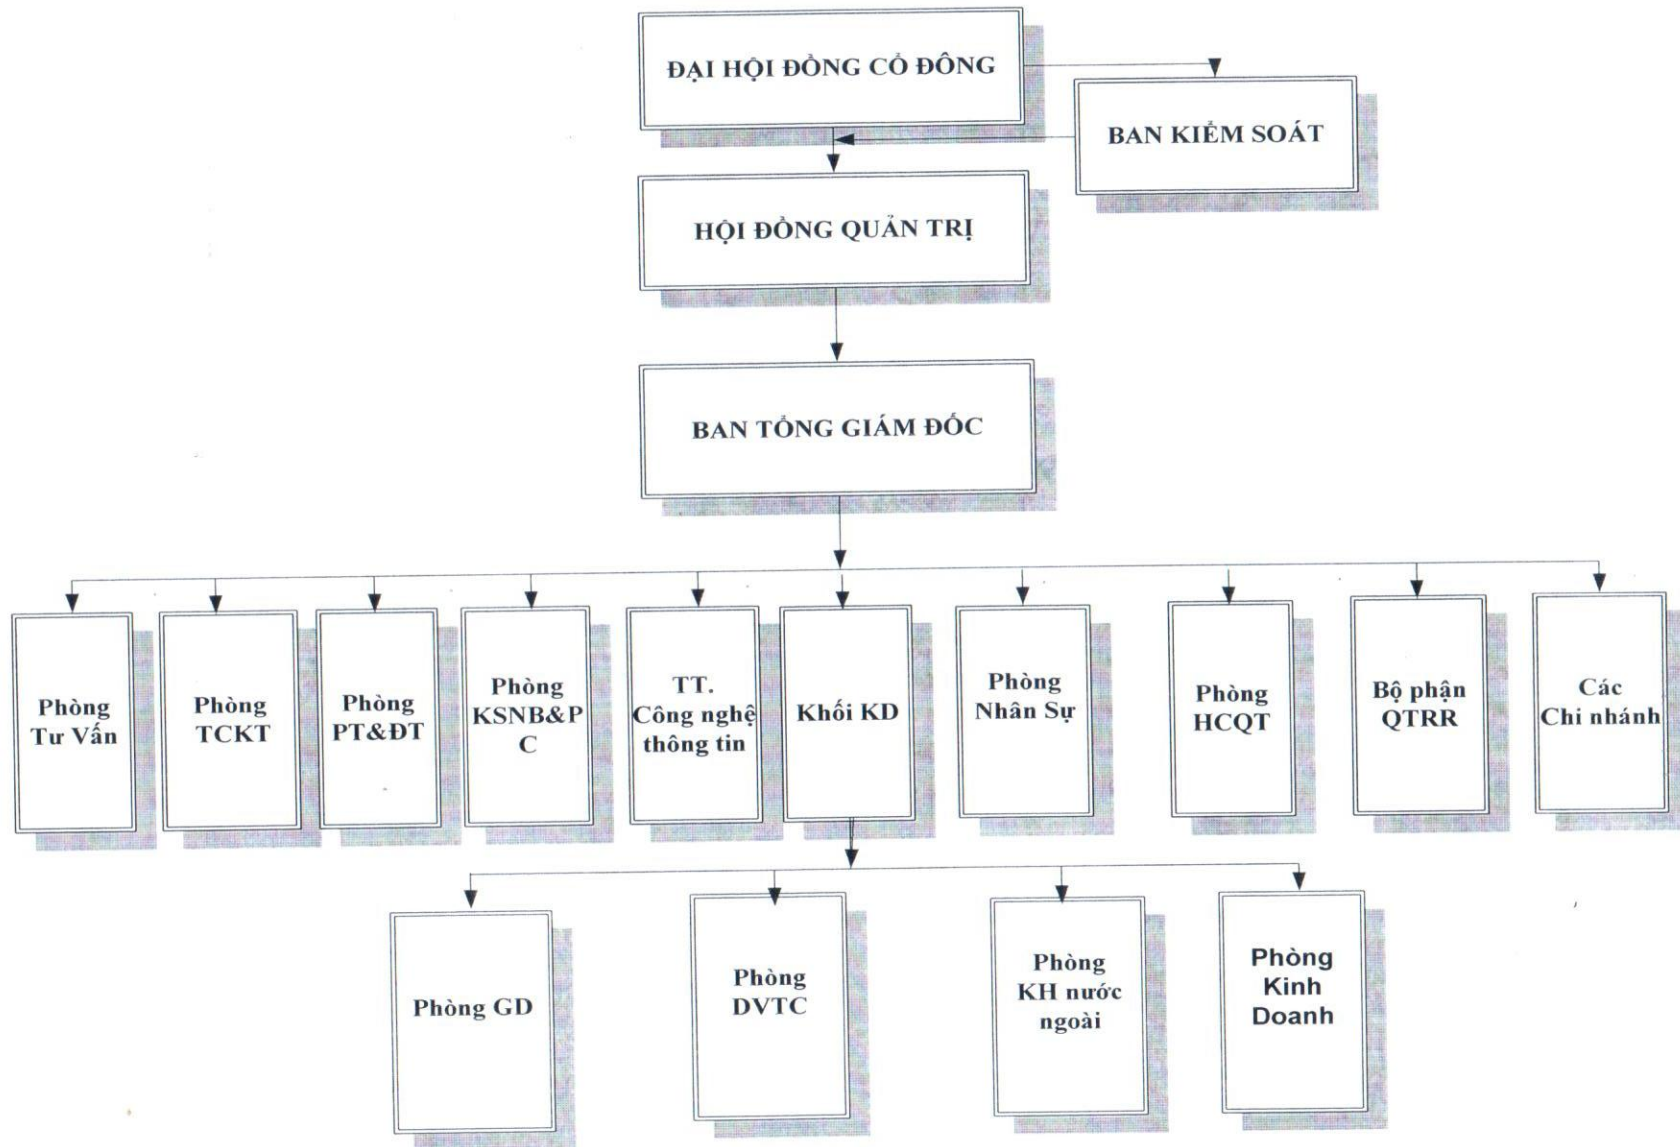 ĐẠI HỘI ĐỒNG CỔ ĐÔNG
BAN KIỂM SOÁT
HỘI ĐỒNG QUẢN TRỊ
BAN TỔNG GIÁM ĐỐC
Phòng
Tư Vấn
Phòng
TCKT
Phòng
PT&ĐT
Phòng
KSNB&P
C
TT.
Công nghệ
thông tin
Khối KD
Phòng
Nhân Sự
Phòng
HCQT
Bộ phận
QTRR
Các
Chi nhánh
Phòng GD
Phòng
DVTC
Phòng
KH nước
ngoài
Phòng
Kinh
Doanh